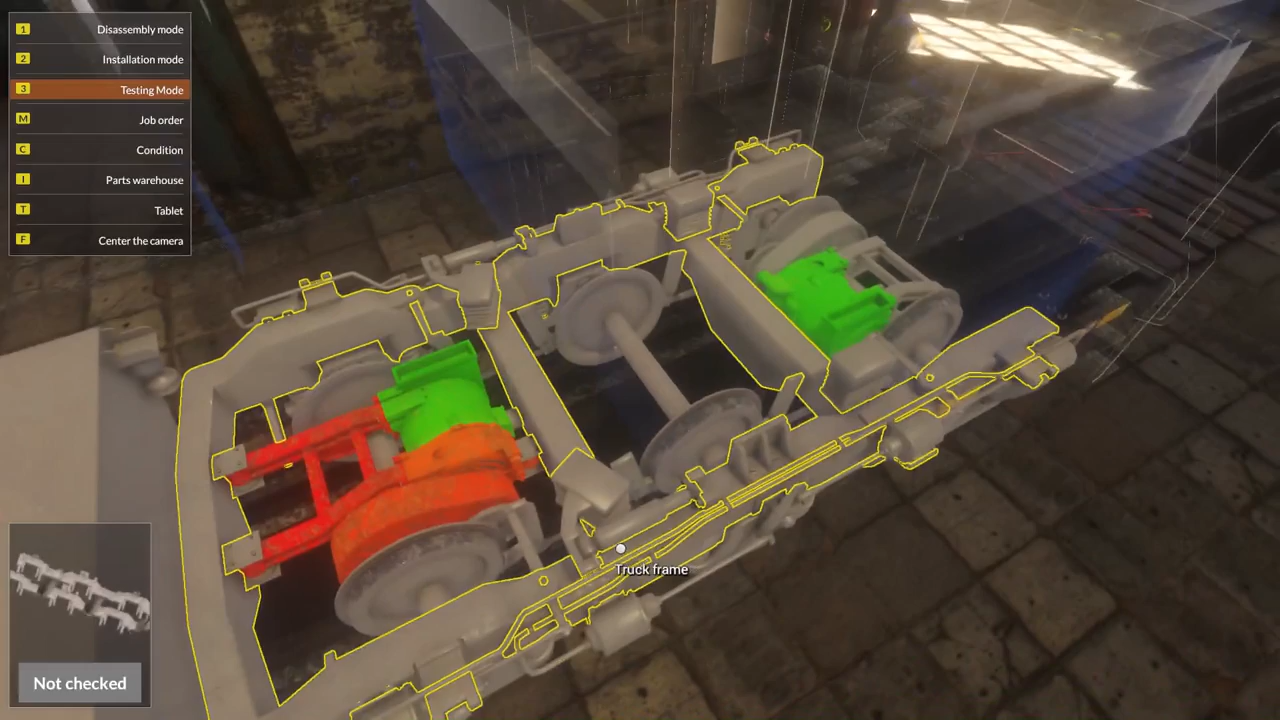 1 Disassembly mode
2 Installation mode
3 Testing Mode
M Job order
C Condition
I Parts warehouse
T Tablet
F Center the camera
Truck frame
Not checked